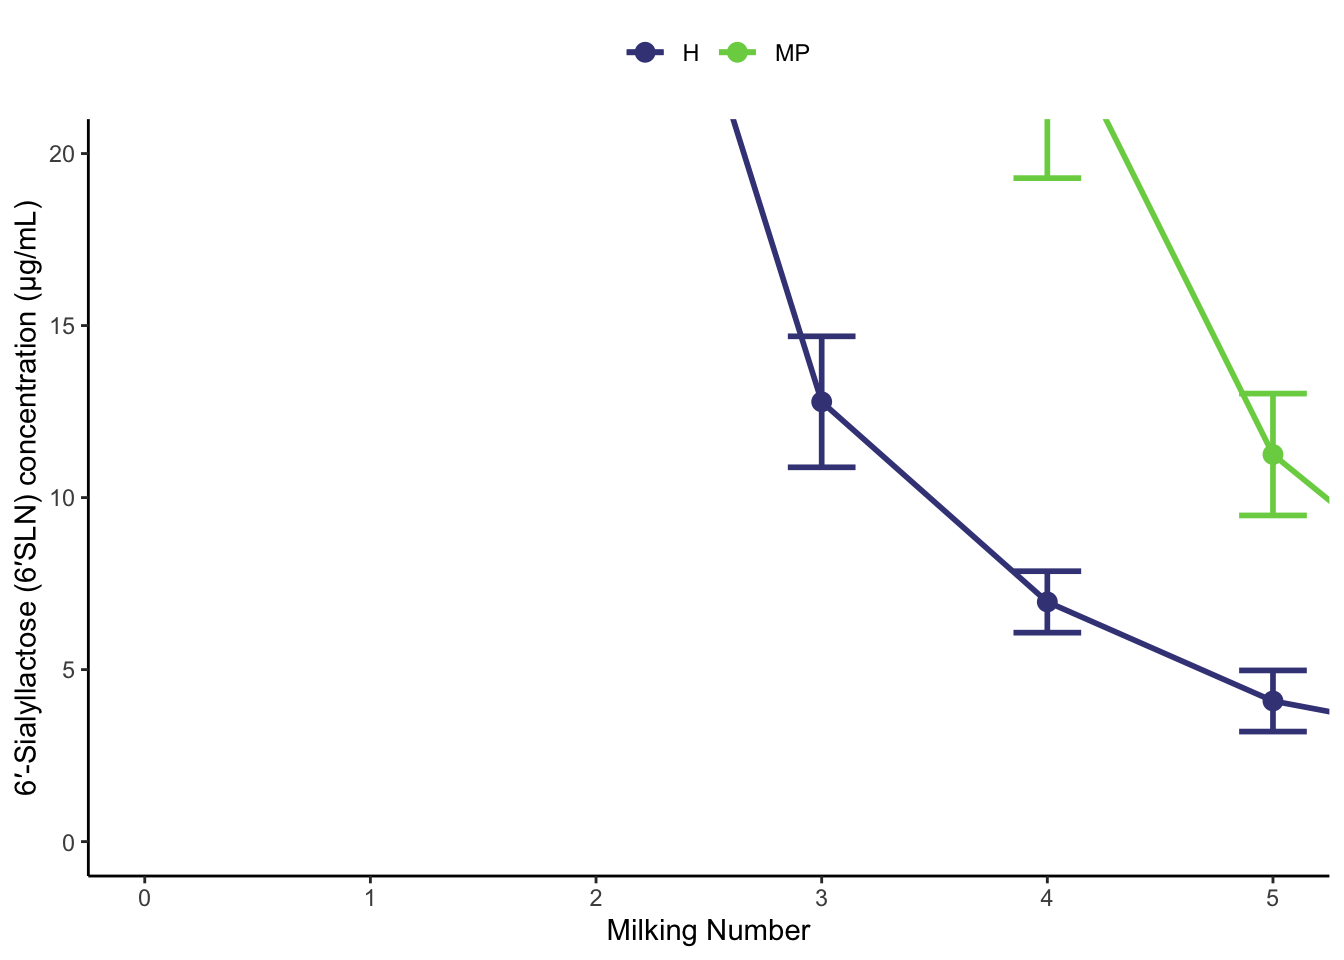 H MP
6′-Sialyllactose (6′SLN) concentration (µg/mL)
20
15
10
5
0
0 1 2 3 4 5
Milking Number